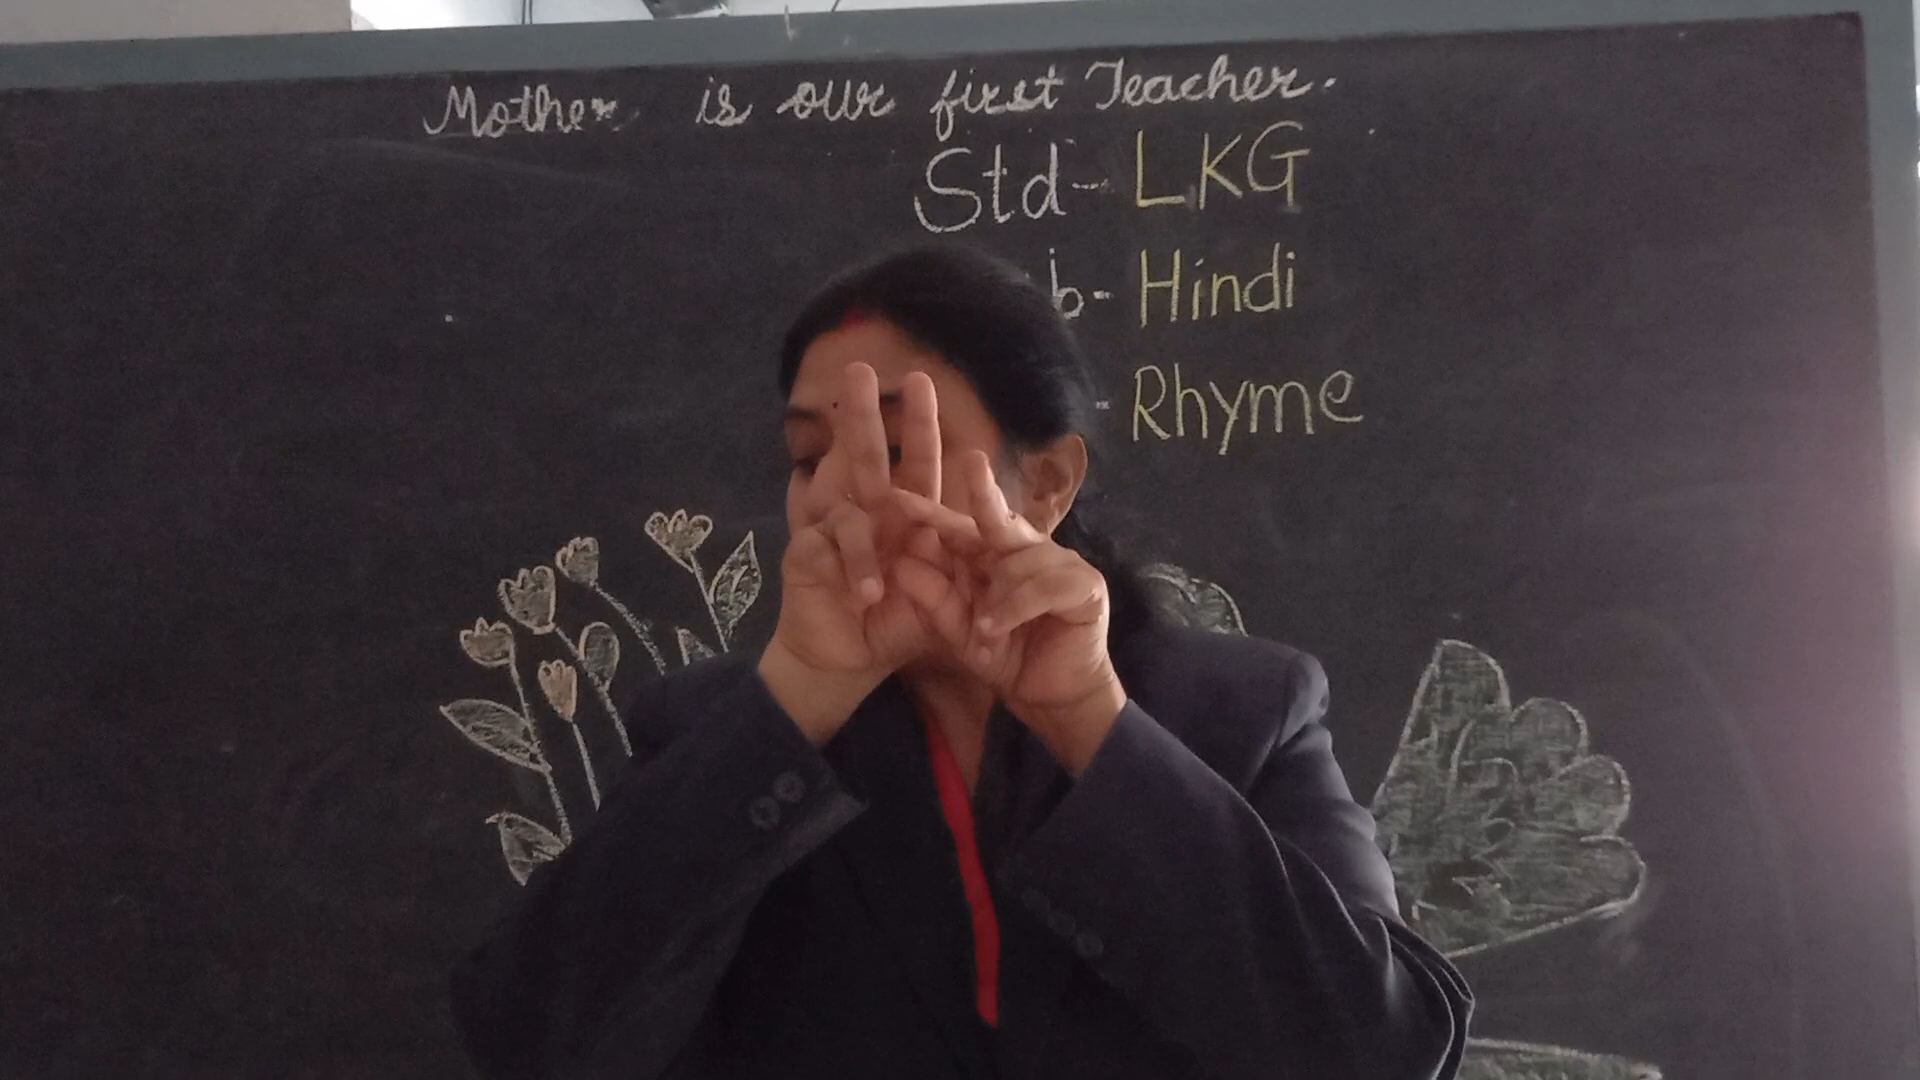 Mother is our first Teacher.
Std- LKG
b- Hindi
- Rhyme